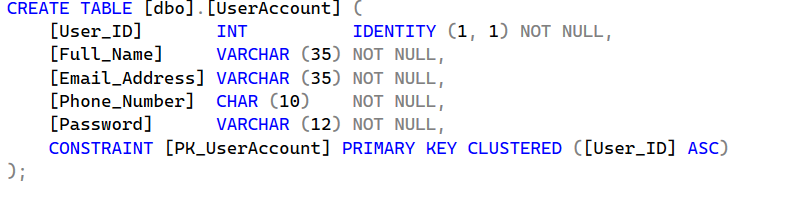 CREATE TABLE [dbo].[UserAccount] (
    [User_ID]       INT           IDENTITY (1, 1) NOT NULL,
    [Full_Name]     VARCHAR (35) NOT NULL,
    [Email_Address] VARCHAR (35) NOT NULL,
    [Phone_Number]  CHAR (10)    NOT NULL,
    [Password]      VARCHAR (12) NOT NULL,
    CONSTRAINT [PK_UserAccount] PRIMARY KEY CLUSTERED ([User_ID] ASC)
);